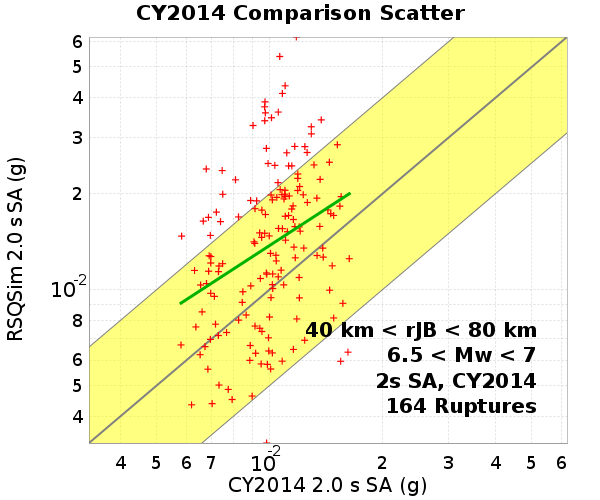 CY2014 Comparison Scatter
6
5
4
3
2
10-2
8
6
5
4
RSQSim 2.0 s SA (g)
40 km < rJB < 80 km
6.5 < Mw < 7
2s SA, CY2014
164 Ruptures
4 5 6 7 10-2 2 3 4 5 6
CY2014 2.0 s SA (g)